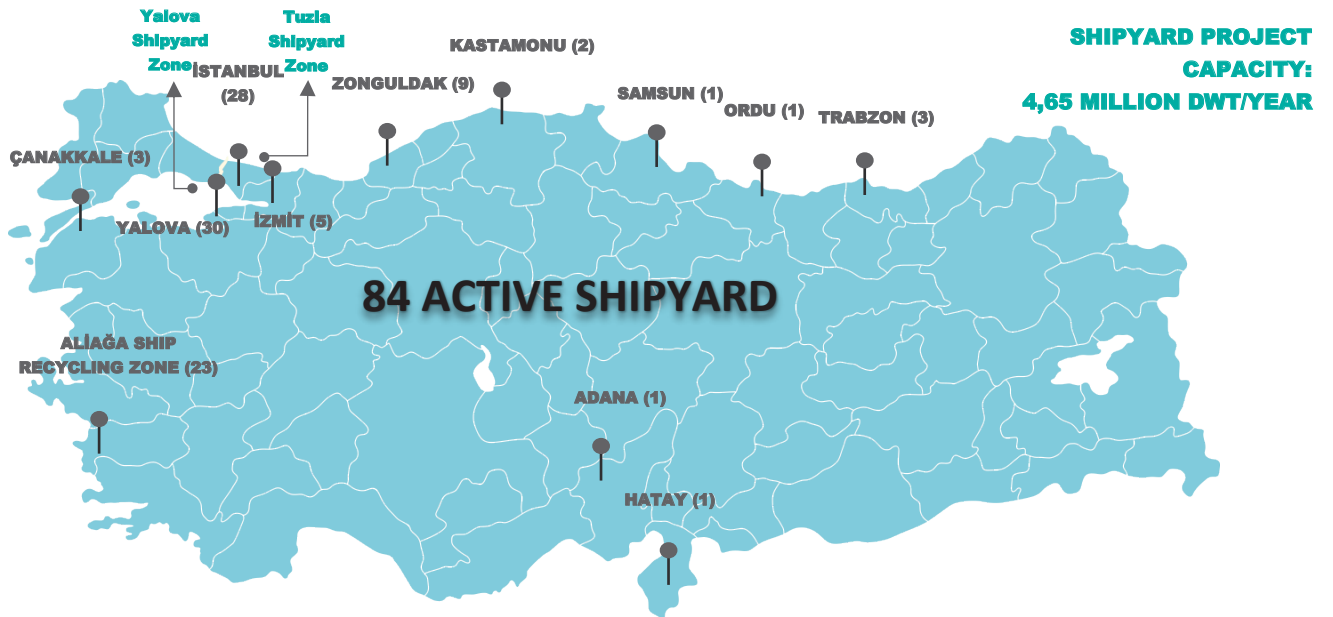 Yalova
Shipyard
Zone
Tuzla
Shipyard
Zone
İSTANBUL
(28)
ZONGULDAK (9)
KASTAMONU (2)
SAMSUN (1)
ORDU (1)
TRABZON (3)
SHIPYARD PROJECT
CAPACITY:
4,65 MILLION DWT/YEAR
ÇANAKKALE (3)
YALOVA (30)
İZMİT (5)
84 ACTIVE SHIPYARD
ALİAĞA SHIP
RECYCLING ZONE (23)
ADANA (1)
HATAY (1)